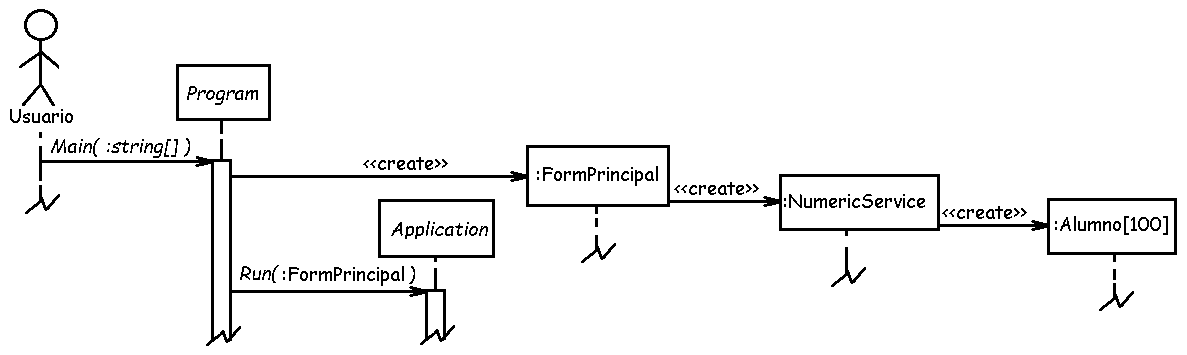 Usuario
Program
Main( :string[] )
<<create>>
:FormPrincipal
<<create>>
:NumericService
<<create>>
:Alumno[100]
Application
Run( :FormPrincipal )